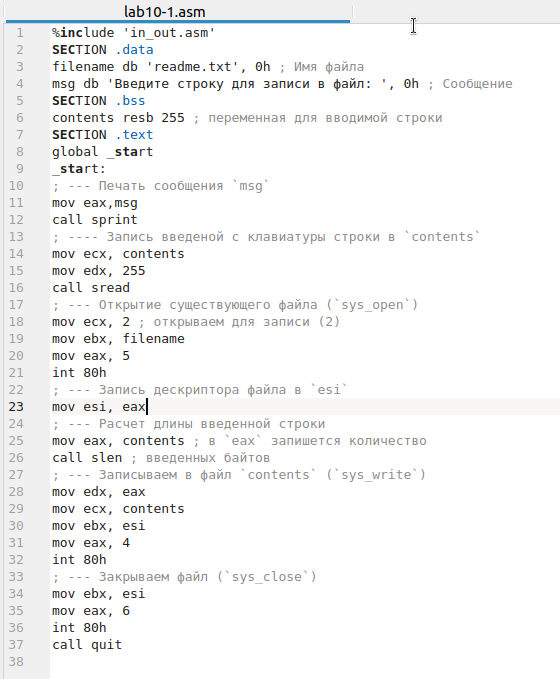 lab10-1.asm
1 %include 'in_out.asm'
2 SECTION .data
3 filename db 'readme.txt', 0h ; Имя файла
4 msg db 'Введите строку для записи в файл: ', 0h ; Сообщение
5 SECTION .bss
6 contents resb 255 ; переменная для вводимой строки
7 SECTION .text
8 global _start
9 _start:
10 ; --- Печать сообщения `msg`
11 mov eax,msg
12 call sprint
13 ; ---- Запись введеной с клавиатуры строки в `contents`
14 mov ecx, contents
15 mov edx, 255
16 call sread
17 ; --- Открытие существующего файла (`sys_open`)
18 mov ecx, 2 ; открываем для записи (2)
19 mov ebx, filename
20 mov eax, 5
21 int 80h
22 ; --- Запись дескриптора файла в `esi`
23 mov esi, eax
24 ; --- Расчет длины введенной строки
25 mov eax, contents ; в `eax` запишется количество
26 call slen ; введенных байтов
27 ; --- Записываем в файл `contents` (`sys_write`)
28 mov edx, eax
29 mov ecx, contents
30 mov ebx, esi
31 mov eax, 4
32 int 80h
33 ; --- Закрываем файл (`sys_close`)
34 mov ebx, esi
35 mov eax, 6
36 int 80h
37 call quit
38